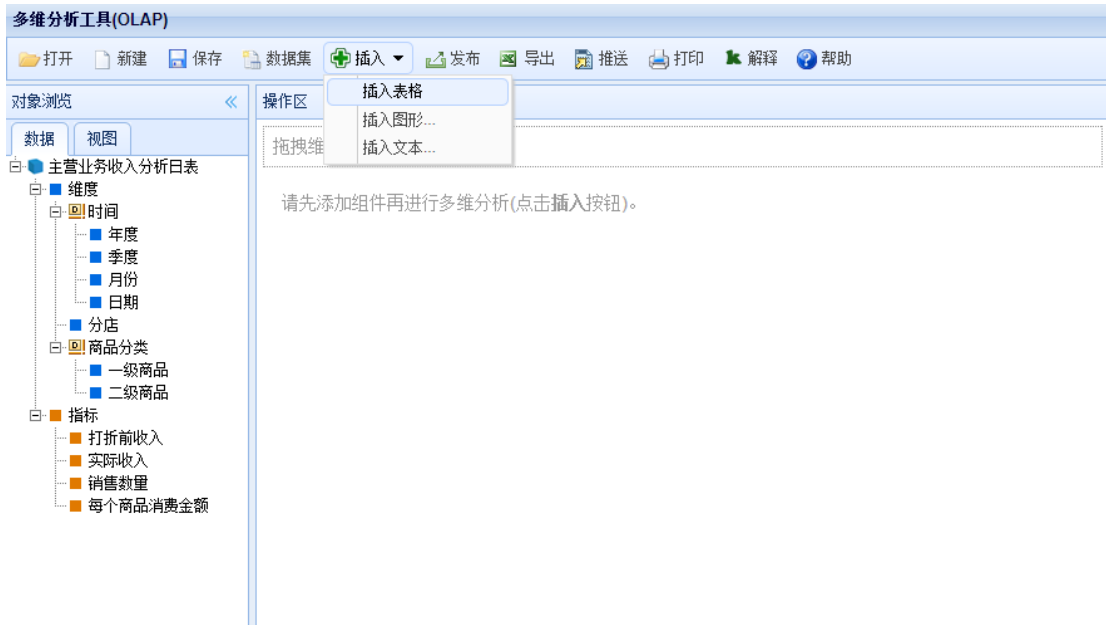 多维分析工具(OLAP)
打开 新建 保存 数据集 插入 发布 导出 推送 打印 解释 帮助
对象浏览
操作区
插入表格
插入图形...
插入文本...
数据 视图
拖拽维
请先添加组件再进行多维分析(点击插入按钮)。
主营业务收入分析日表
维度
时间
年度
季度
月份
日期
分店
商品分类
一级商品
二级商品
指标
打折前收入
实际收入
销售数量
每个商品消费金额